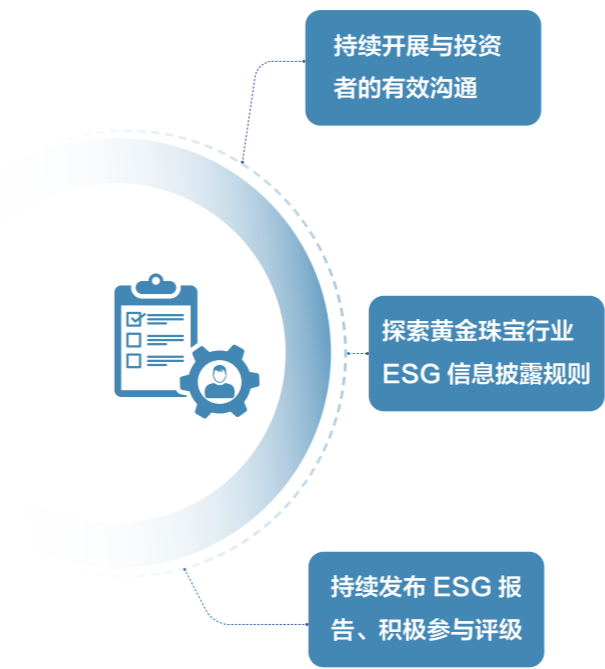 持续开展与投资
者的有效沟通
探索黄金珠宝行业
ESG 信息披露规则
持续发布 ESG 报
告、积极参与评级